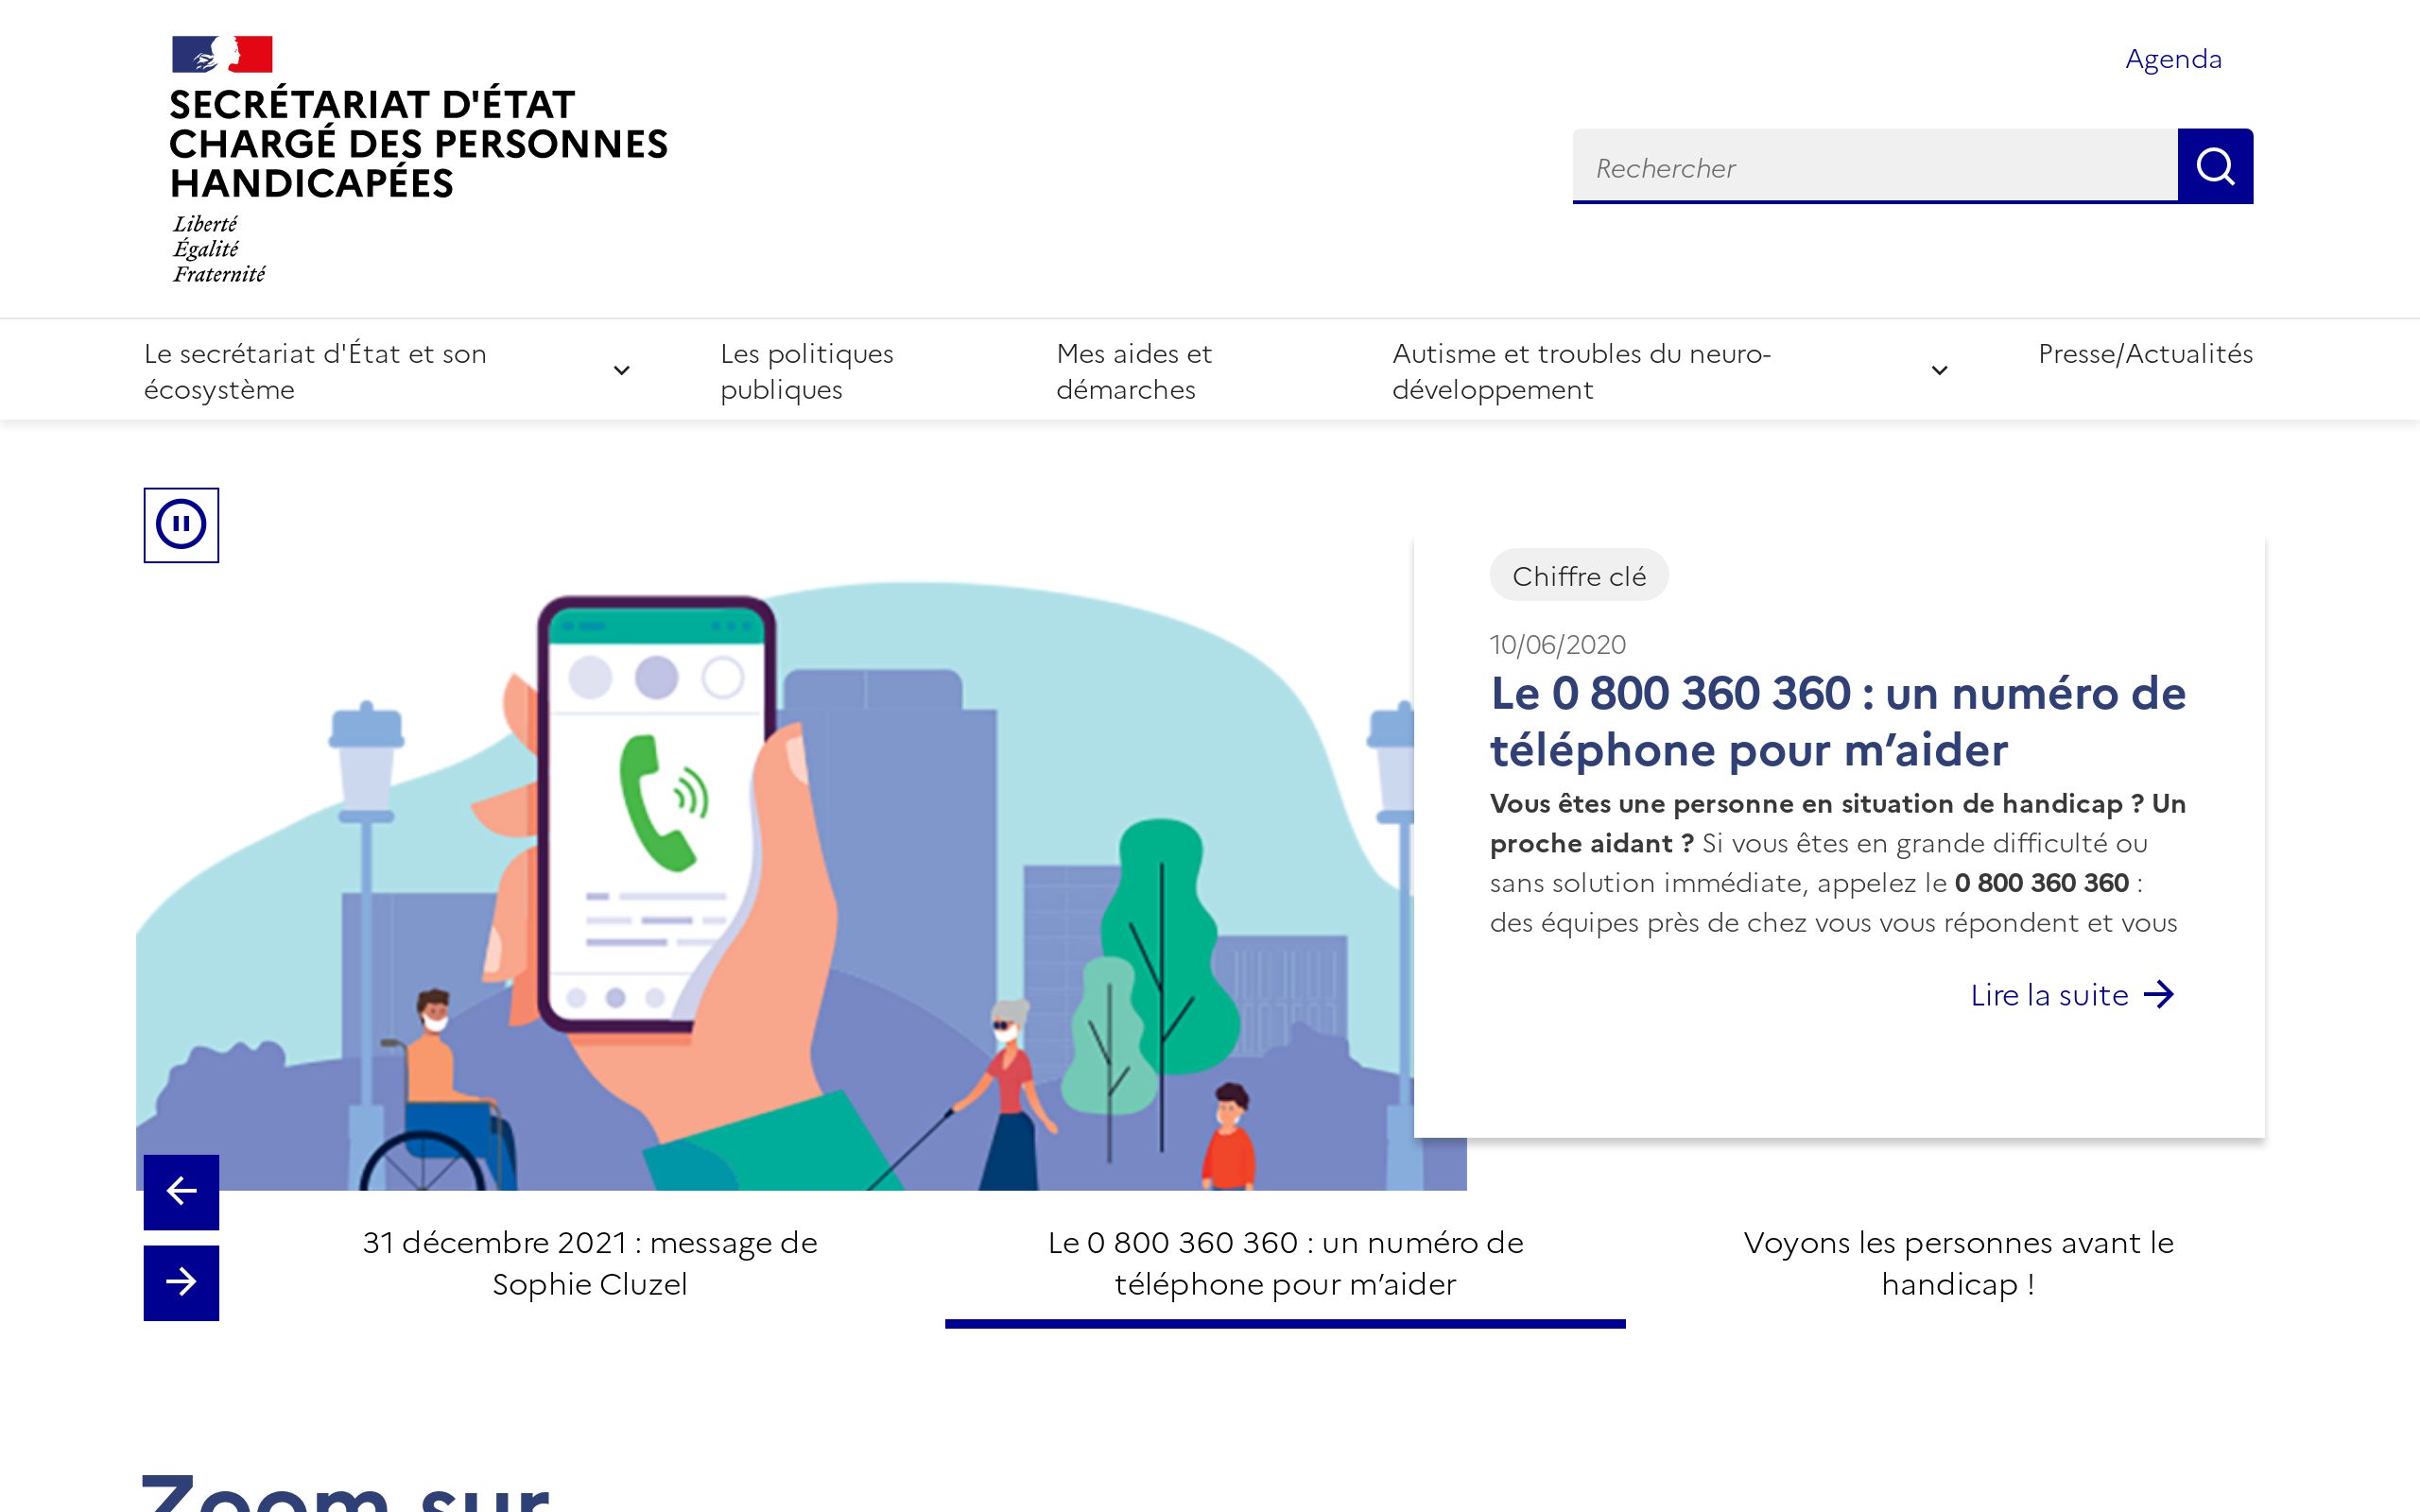 SECRÉTARIAT D'ÉTAT
CHARGÉ DES PERSONNES
HANDICAPÉES
Liberté
Égalité
Fraternité
Agenda
Rechercher
Le secrétariat d'État et son
écosystème
Les politiques
publiques
Mes aides et
démarches
Autisme et troubles du neuro-
développement
Presse/Actualités
Chiffre clé
10/06/2020
Le 0 800 360 360 : un numéro de
téléphone pour m’aider
Vous êtes une personne en situation de handicap ? Un
proche aidant ? Si vous êtes en grande difficulté ou
sans solution immédiate, appelez le 0 800 360 360 :
des équipes près de chez vous vous répondent et vous
Lire la suite
31 décembre 2021 : message de
Sophie Cluzel
Le 0 800 360 360 : un numéro de
téléphone pour m’aider
Voyons les personnes avant le
handicap !
Zoom sur